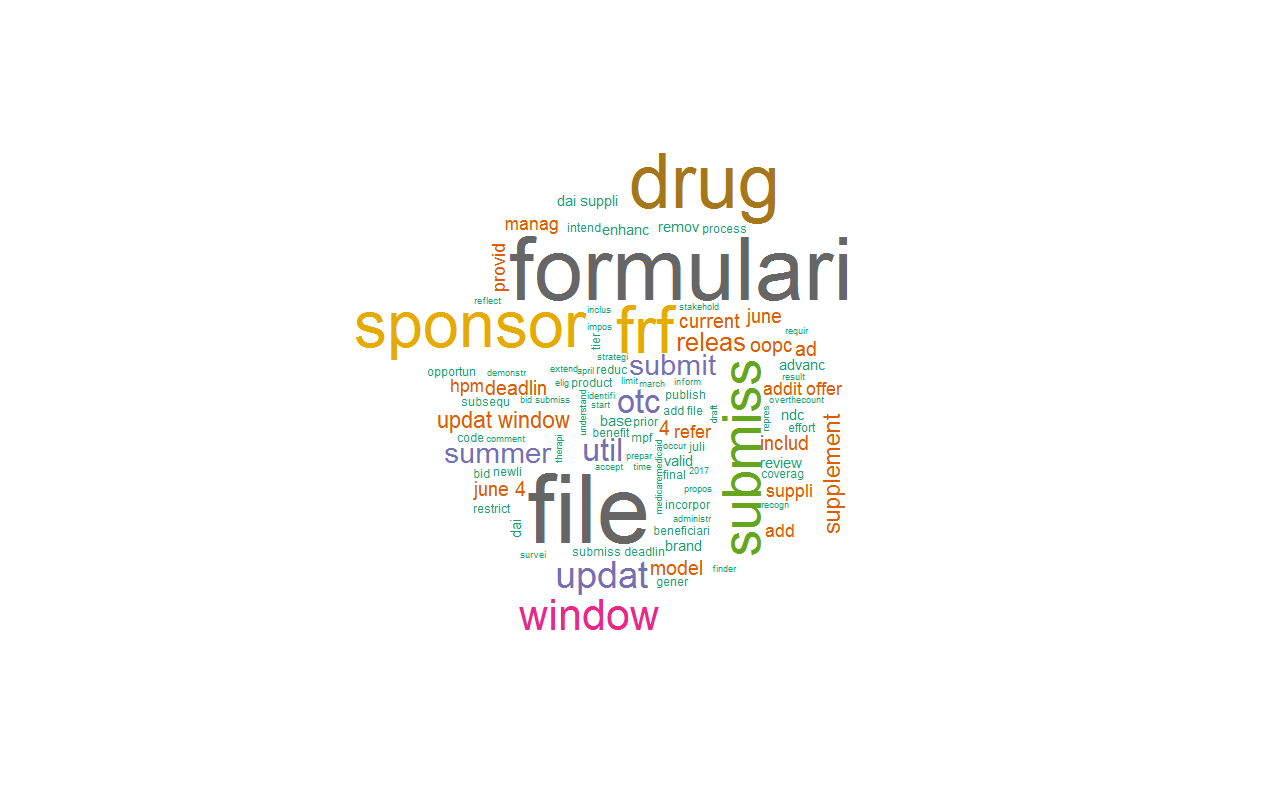 drug
dai suppli
manag
intend
enhanc
remov
process
provid
formulari
reflect
sponsor
inclus
impos
tier
frf
stakehold
current
june
requir
releas
oopc
ad
strategi
submit
opportun
demonstr
extend
april
reduc
advanc
result
hpm
deadlin
elig
product
limit
march
inform
addit
offer
subsequ
bid submiss
understand
identifi
start
otc
publish
add file
draft
submiss
repres
overthecount
ndc
effort
updat window
base
prior
4
refer
code
comment
benefit
mpf
includ
summer
therapi
util
prepar
occur
juli
medicaremedicaid
valid
review
coverag
supplement
bid
newli
accept
time
final
2017
june 4
file
propos
suppli
restrict
incorpor
recogn
dai
administr
beneficiari
add
survei
submiss deadlin
brand
updat
model
gener
finder
window